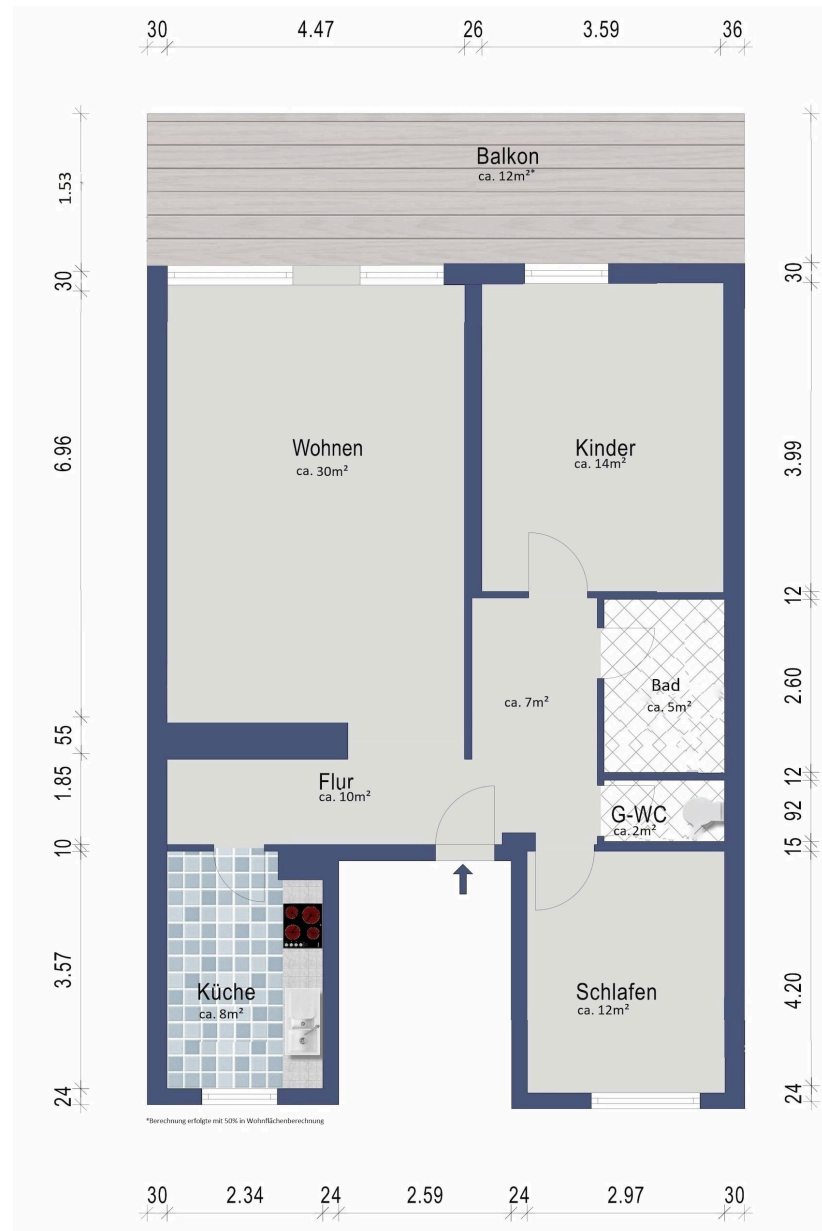 30 4.47 26 3.59 36
Balkon
ca. 12m²*
1.53
30
30
6.96
3.99
Wohnen
ca. 30m²
Kinder
ca. 14m²
12
2.60
Bad
ca. 5m²
ca. 7m²
55
1.85
12
Flur
ca. 10m²
92
G-WC
ca. 2m²
10
15
3.57
4.20
Küche
ca. 8m²
Schlafen
ca. 12m²
24
24
*Berechnung erfolgte mit 50% in Wohnflächenberechnung
30 2.34 24 2.59 24 2.97 30